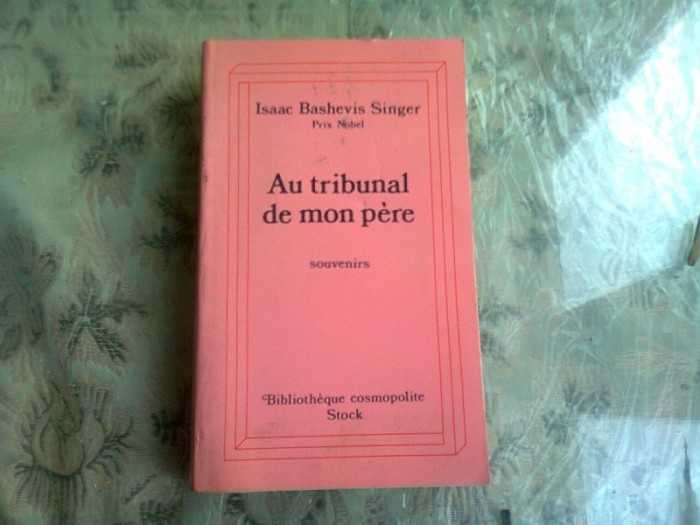 Isaac Bashevis Singer
Prix Nobel
Au tribunal
de mon père
souvenirs
Bibliothèque cosmopolite
Stock